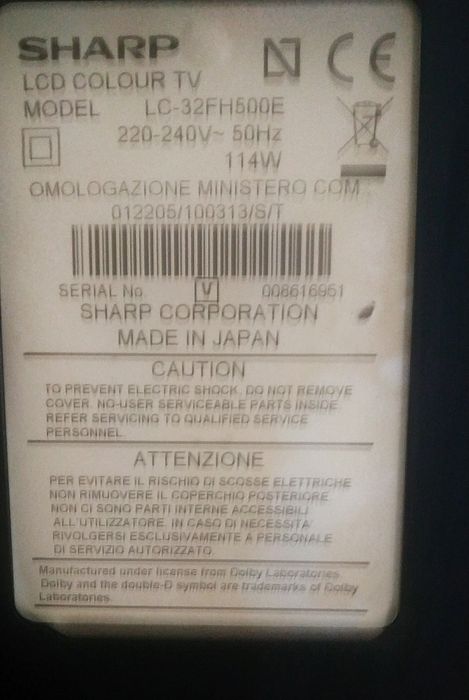 SHARP
LCD COLOUR TV
MODEL LC-32FH500E
220-240V~ 50Hz
114W
OMOLOGAZIONE MINISTERO COM
012205/100313/S/T
SERIAL No. V 008616951
SHARP CORPORATION
MADE IN JAPAN
CAUTION
TO PREVENT ELECTRIC SHOCK, DO NOT REMOVE
COVER. NO-USER SERVICEABLE PARTS INSIDE.
REFER SERVICING TO QUALIFIED SERVICE
PERSONNEL.
ATTENZIONE
PER EVITARE IL RISCHIO DI SCOSSE ELETTRICHE
NON RIMUOVERE IL COPERCHIO POSTERIORE.
NON CI SONO PARTI INTERNE ACCESSIBILI
ALL'UTILIZZATORE. IN CASO DI NECESSITA'
RIVOLGERSI ESCLUSIVAMENTE A PERSONALE
DI SERVIZIO AUTORIZZATO.
Manufactured under license from Dolby Laboratories.
Dolby and the double-D symbol are trademarks of Dolby
Laboratories.